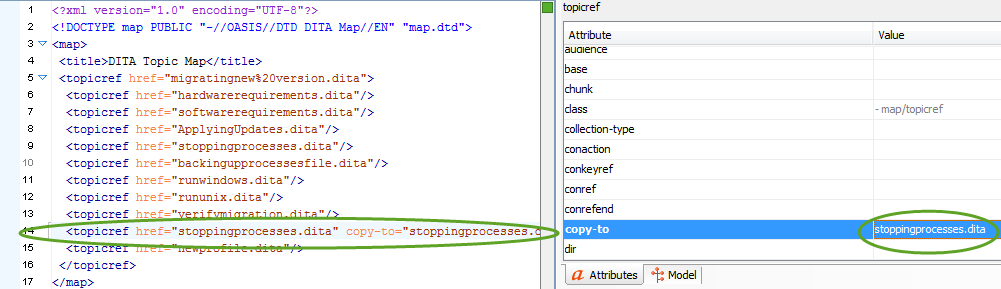 1 <?xml version="1.0" encoding="UTF-8"?>
2 <!DOCTYPE map PUBLIC "-//OASIS//DTD DITA Map//EN" "map.dtd">
3 <map>
4 <title>DITA Topic Map</title>
5 <topicref href="migratingnew%20version.dita">
6 <topicref href="hardwarerequirements.dita"/>
7 <topicref href="softwarerequirements.dita"/>
8 <topicref href="ApplyingUpdates.dita"/>
9 <topicref href="stoppingprocesses.dita"/>
10 <topicref href="backingupprocessesfile.dita"/>
11 <topicref href="runwindows.dita"/>
12 <topicref href="rununix.dita"/>
13 <topicref href="verifymigration.dita"/>
14 <topicref href="stoppingprocesses.dita" copy-to="stoppingprocesses.d
15 <topicref href="newprofile.dita"/>
16 </topicref>
17 </map>
topicref
Attribute Value
audience
base
chunk
class - map/topicref
collection-type
conaction
conkeyref
conref
conrefend
copy-to stoppingprocesses.dita
dir
a Attributes Model